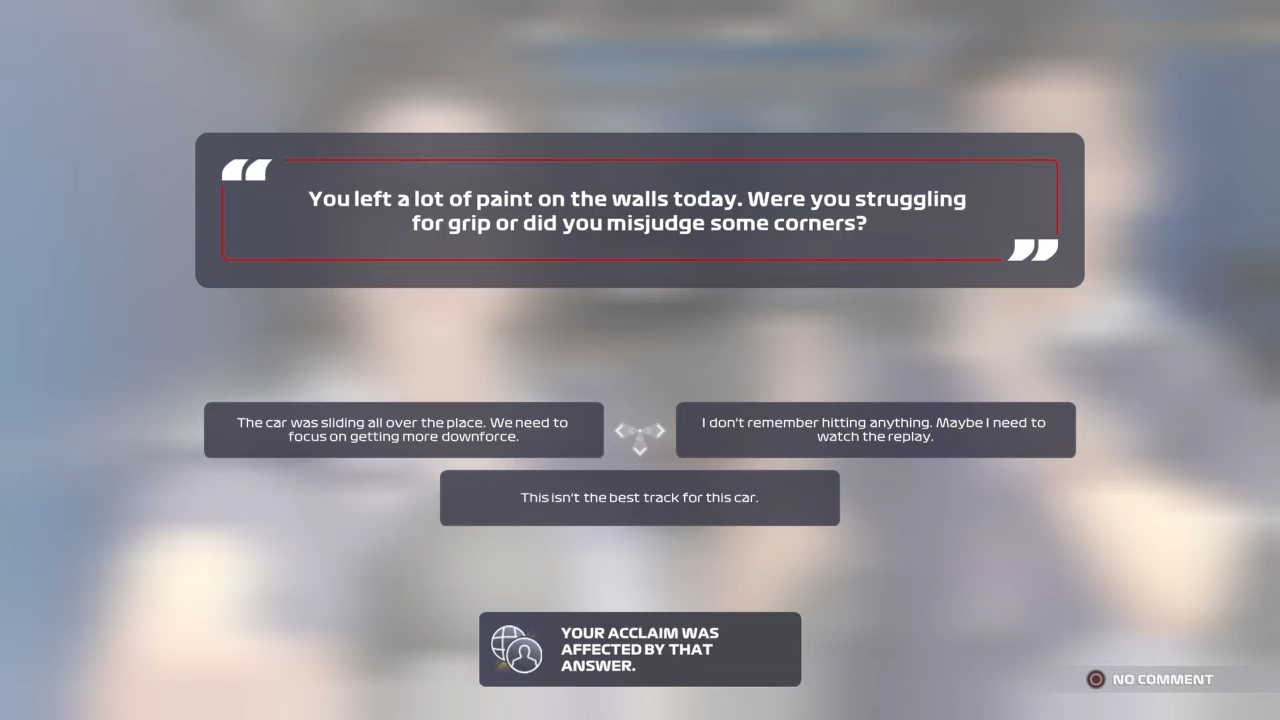 You left a lot of paint on the walls today. Were you struggling
for grip or did you misjudge some corners?
The car was sliding all over the place. We need to
focus on getting more downforce.
I don't remember hitting anything. Maybe I need to
watch the replay.
This isn't the best track for this car.
YOUR ACCLAIM WAS
AFFECTED BY THAT
ANSWER.
NO COMMENT